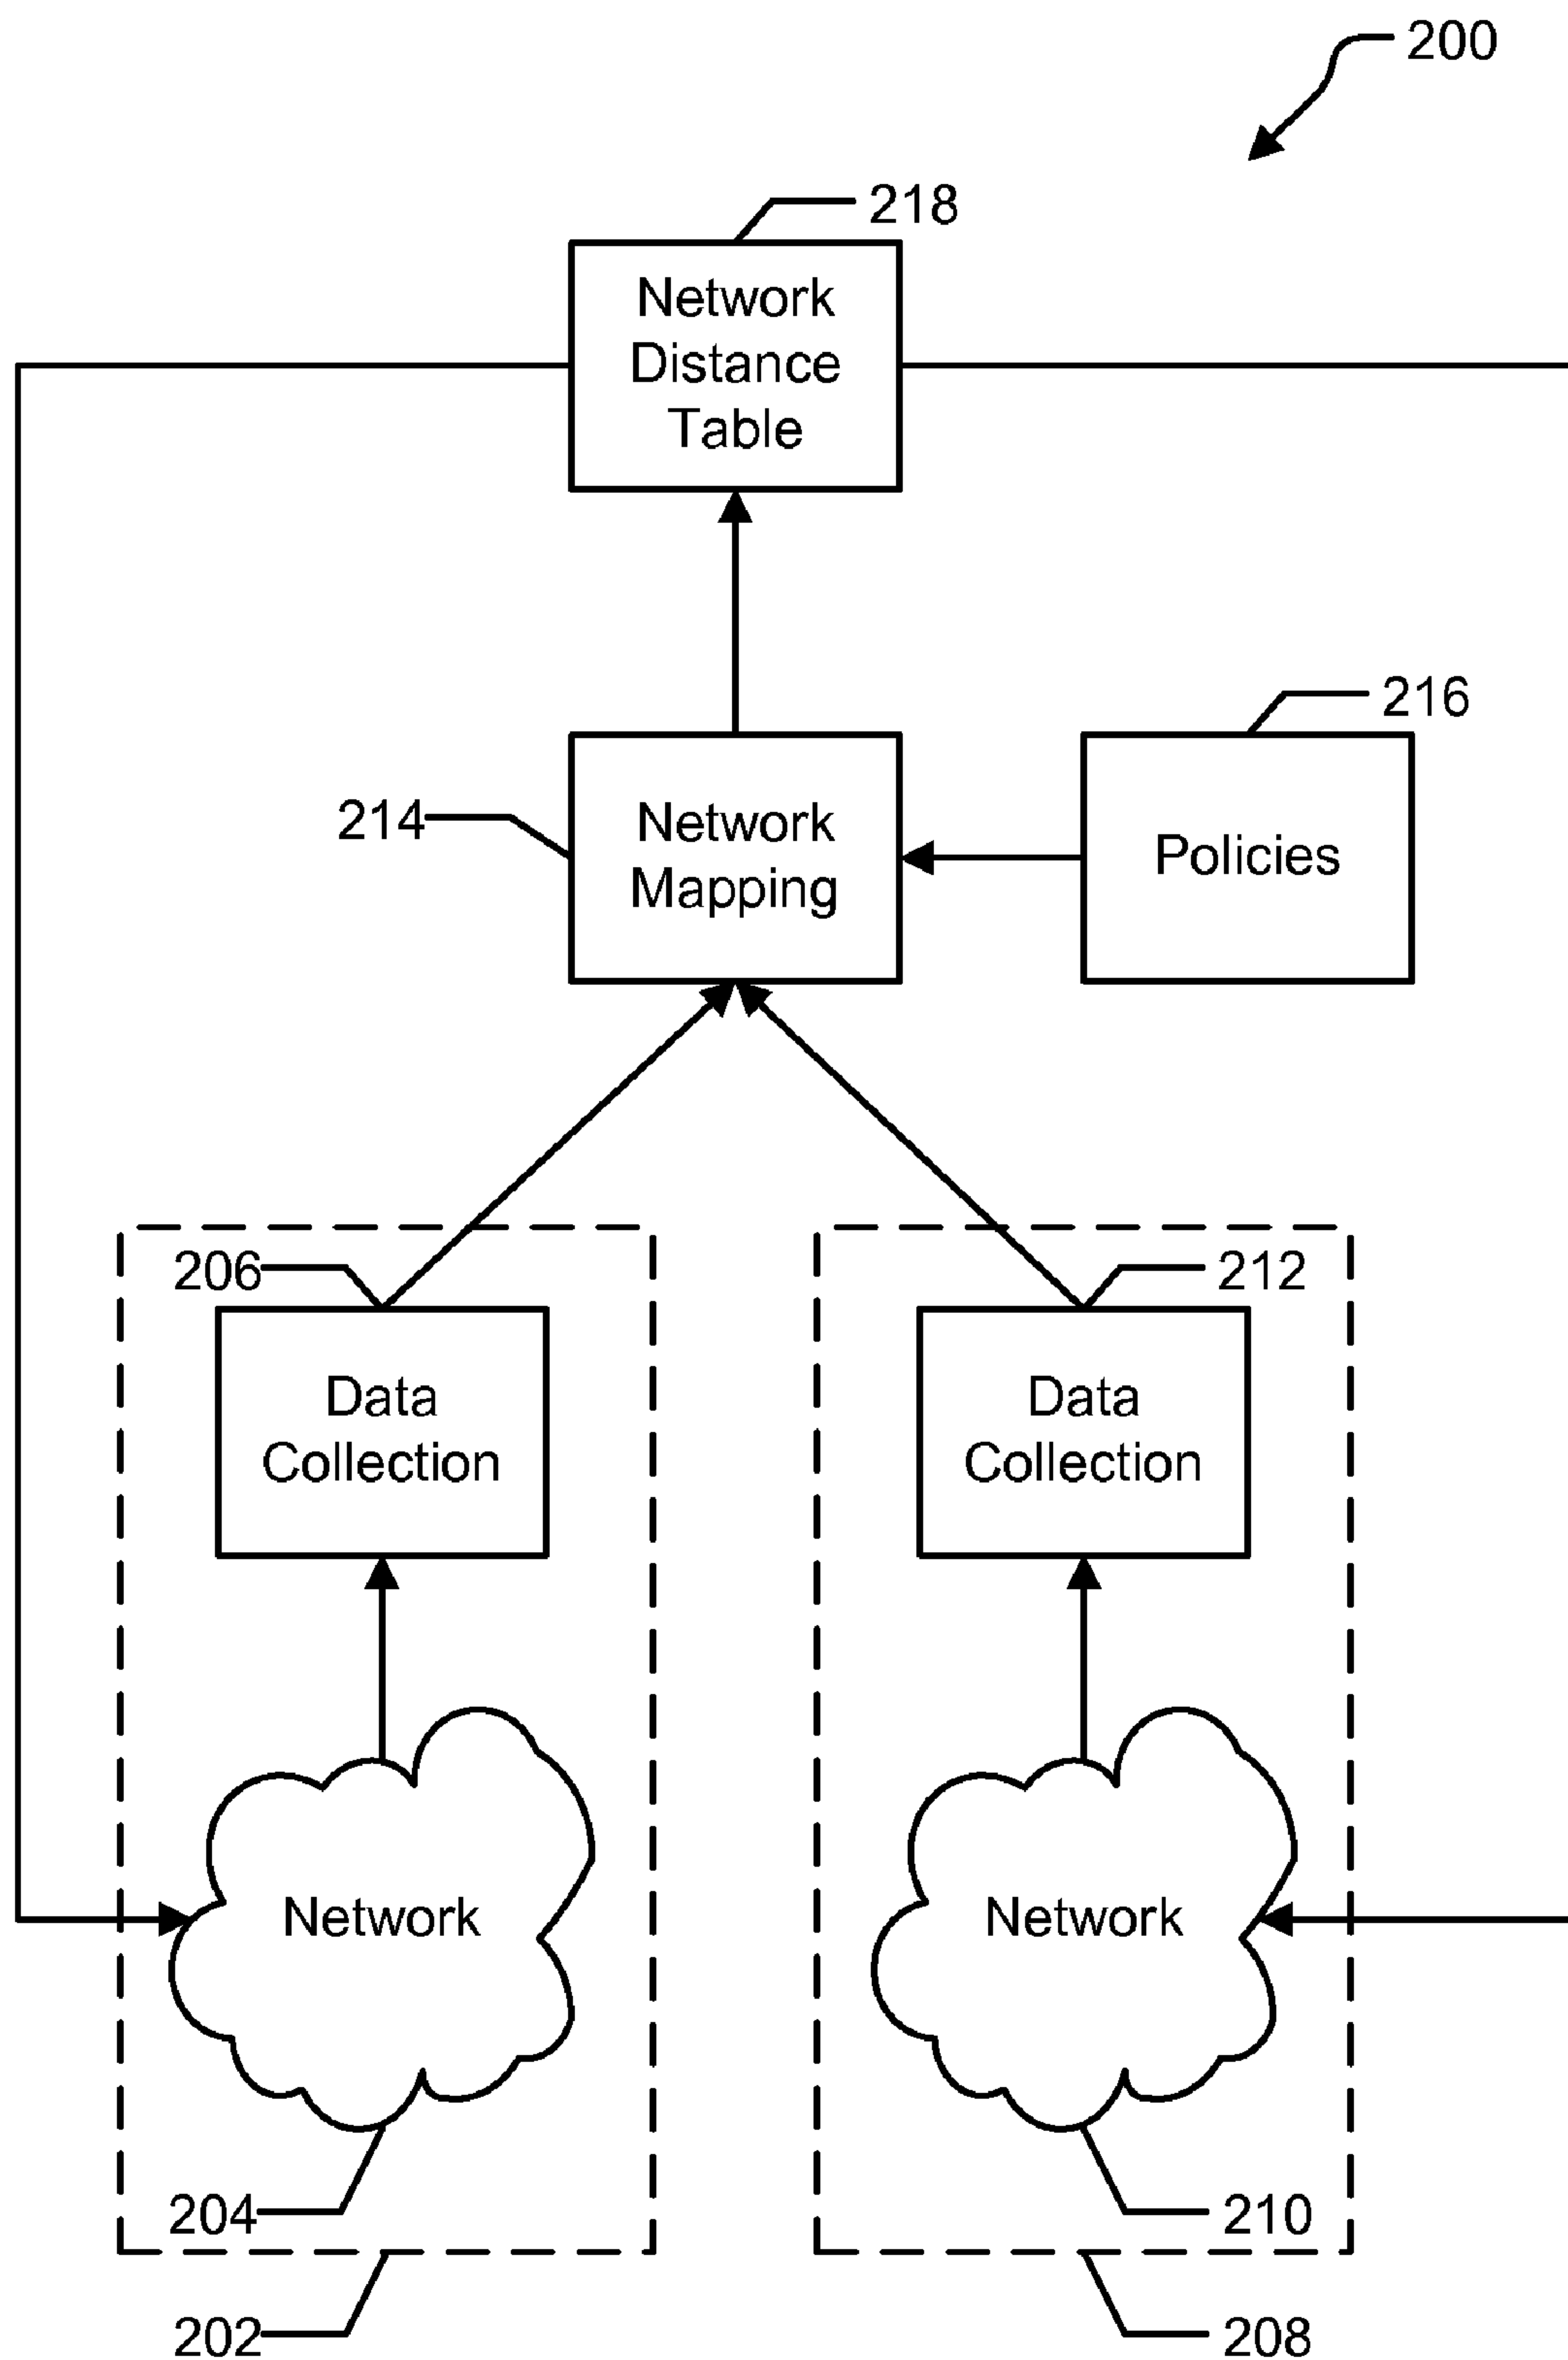 200
218
Network
Distance
Table
216
214
Network
Mapping
Policies
206
212
Data
Collection
Data
Collection
Network
Network
204
210
202
208